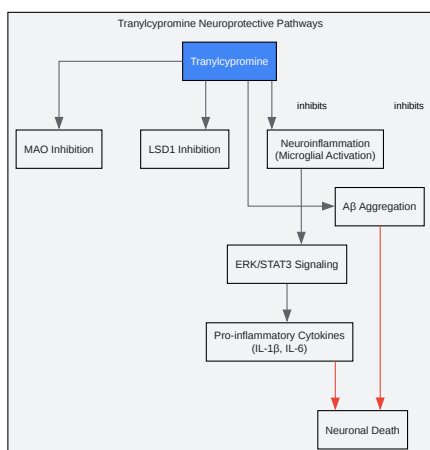 Tranylcypromine Neuroprotective Pathways
Tranylcypromine
inhibits
inhibits
MAO Inhibition
LSD1 Inhibition
Neuroinflammation
(Microglial Activation)
Aβ Aggregation
ERK/STAT3 Signaling
Pro-inflammatory Cytokines
(IL-1β, IL-6)
Neuronal Death